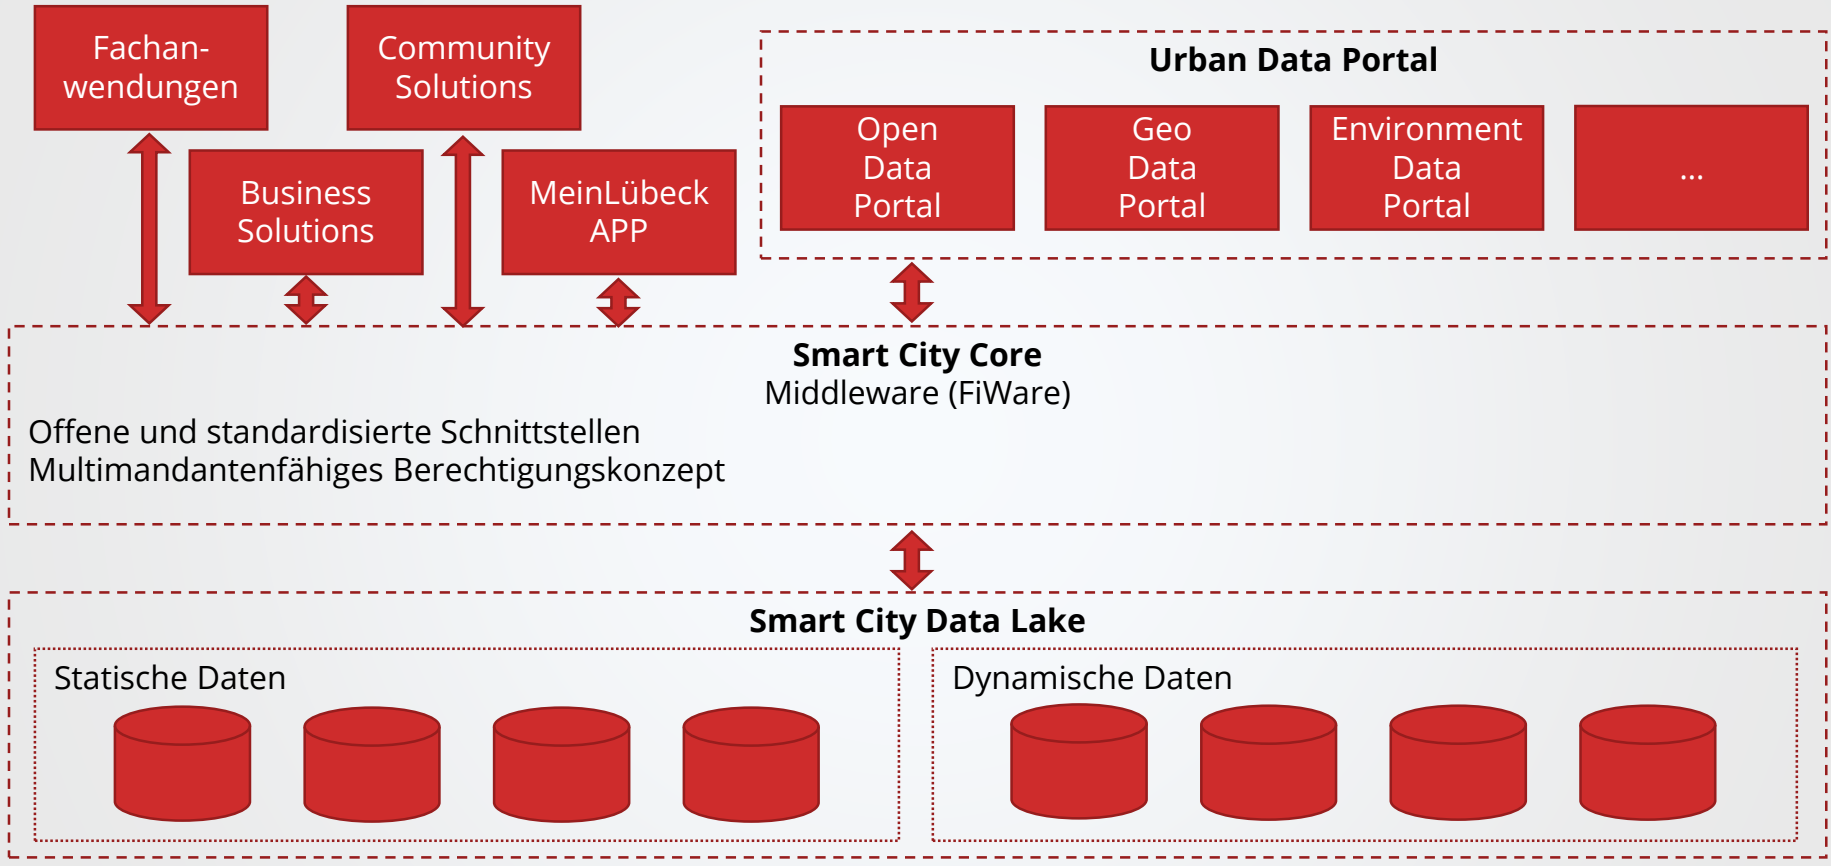 Fachan-
wendungen
Community
Solutions
Business
Solutions
MeinLübeck
APP
Urban Data Portal
Open
Data
Portal
Geo
Data
Portal
Environment
Data
Portal
...
Smart City Core
Middleware (FiWare)
Offene und standardisierte Schnittstellen
Multimandantenfähiges Berechtigungskonzept
Smart City Data Lake
Statische Daten
Dynamische Daten